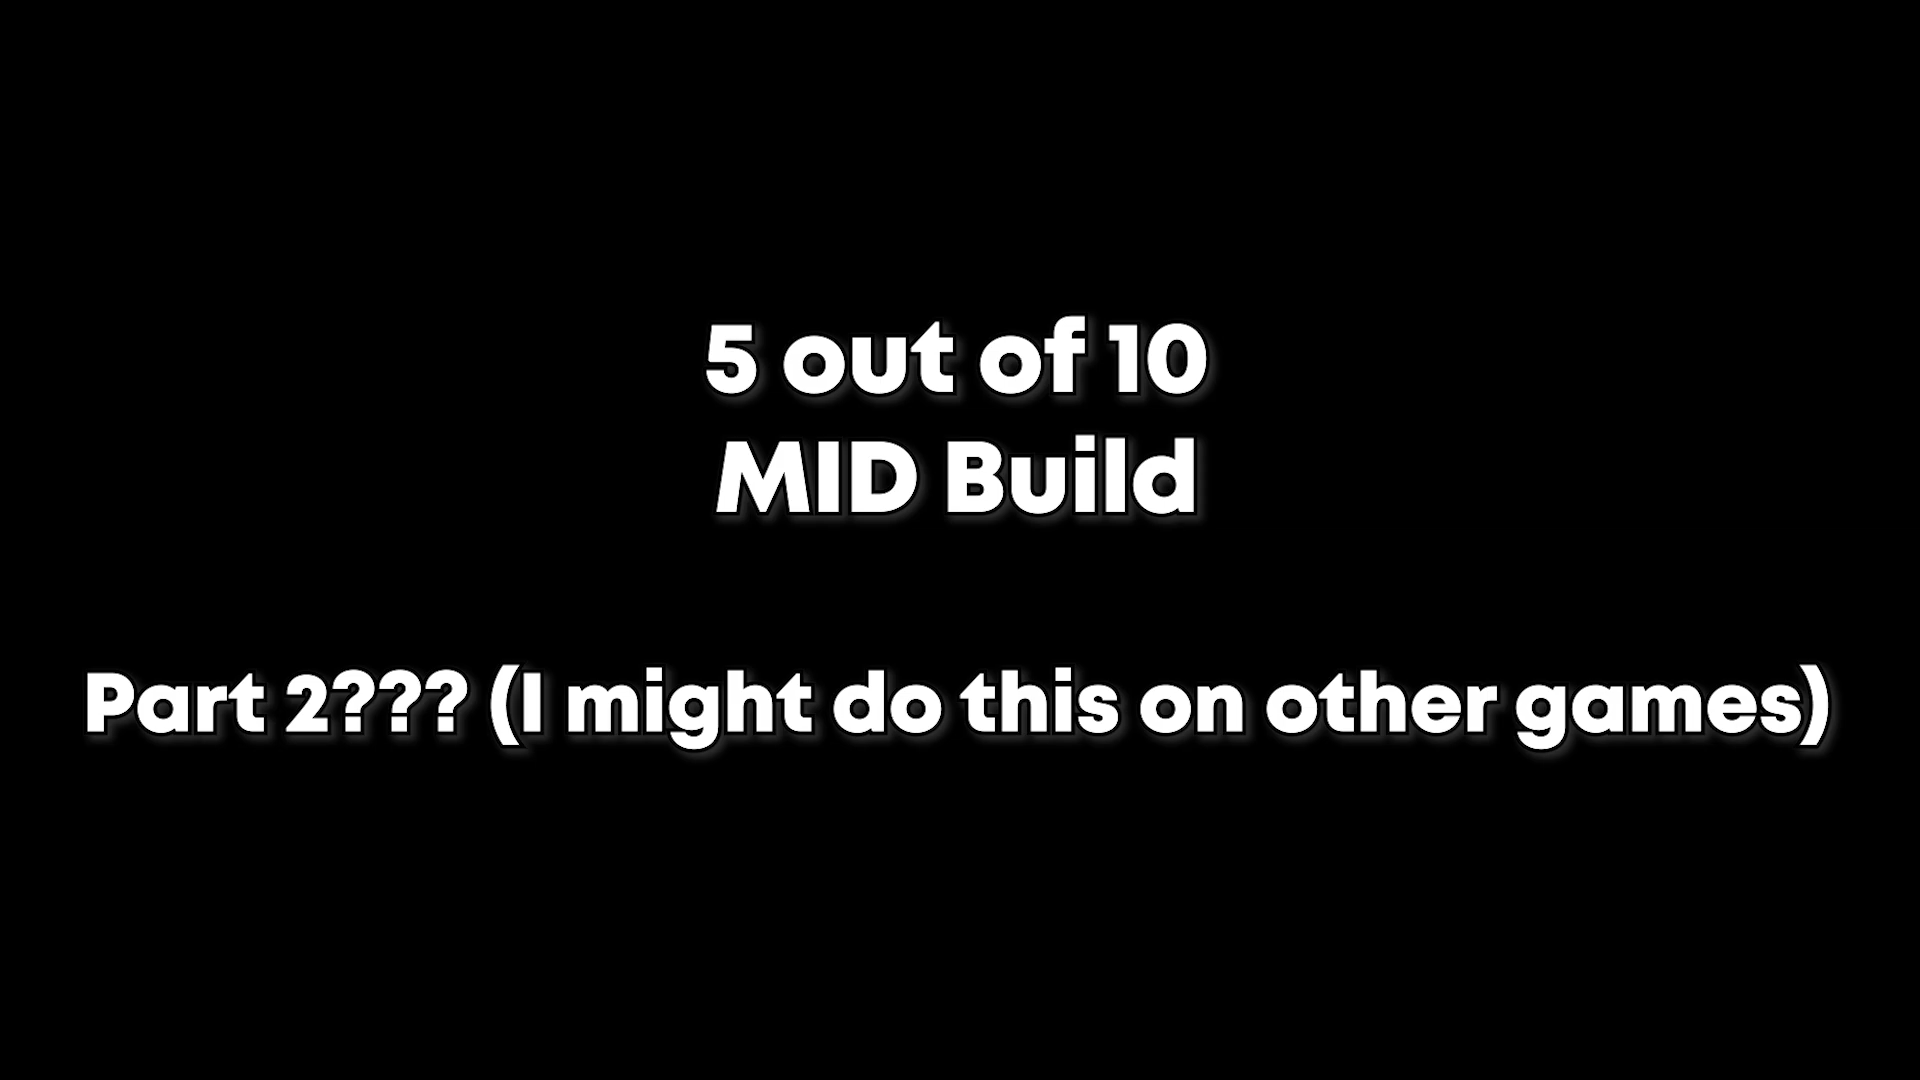 5 out of 10
MID Build
Part 2??? (I might do this on other games)